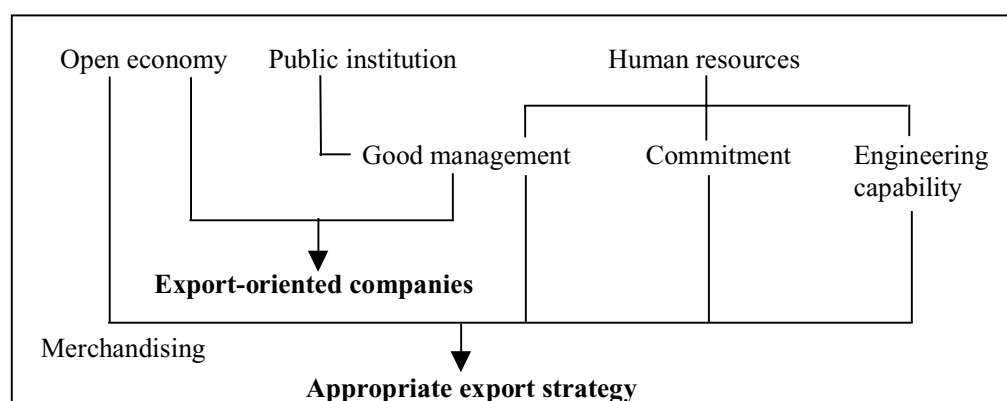 Open economy
Public institution
Human resources
Good management
Commitment
Engineering
capability
Export-oriented companies
Merchandising
Appropriate export strategy